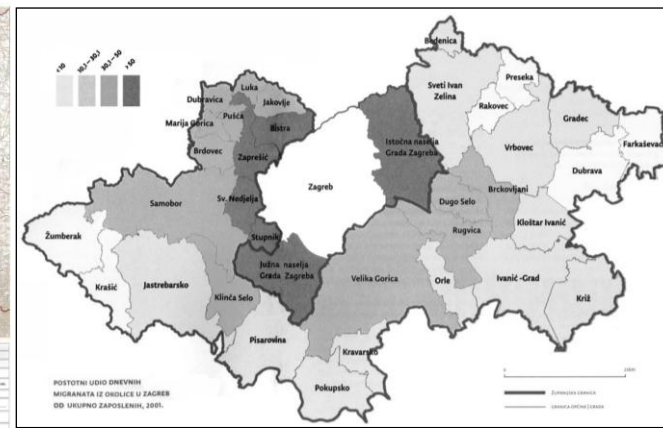 <10
10,1-30,1
30,1-50
>50
Bedenica
Preseka
Luka
Sveti Ivan
Zelina
Rakovec
Gradec
Dubravica
Jakovlje
Pušća
Marija Gorica
Bistra
Istočna naselja
Grada Zagreba
Farkaševac
Brdovec
Zaprešić
Vrbovec
Dubrava
Zagreb
Brckovljani
Samobor
Sv. Nedjelja
Dugo Selo
Kloštar Ivanić
Rugvica
Žumberak
Stupnik
Južna naselja
Grada Zagreba
Velika Gorica
Orle
Ivanić-Grad
Krašić
Jastrebarsko
Klinča Selo
Križ
Pisarovina
Kravarsko
Pokupsko
POSTOTNI UDIO DNEVNIH
MIGRANATA IZ OKOLICE U ZAGREB
OD UKUPNO ZAPOSLENIH, 2001.
0
ŽUPANIJSKA GRANICA
GRANICA OPĆINE/GRADA